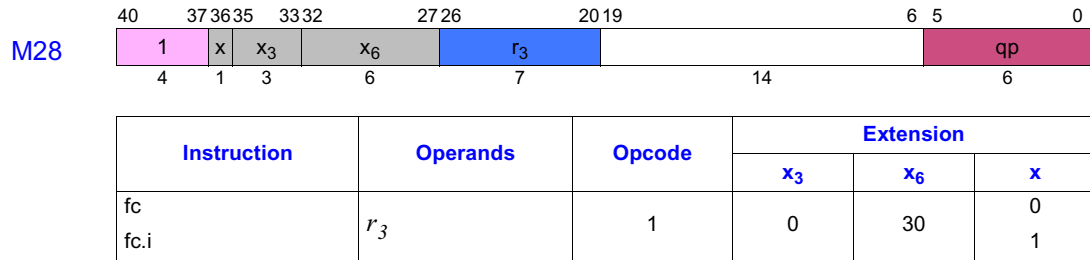 40 37 36 35 33 32 27 26 20 19 6 5 0
M28 1 x x3 x6 r3 qp
4 1 3 6 7 14 6
Instruction Operands Opcode Extension
x3 x6 x
fc r3 1 0 30 0
fc.i 1